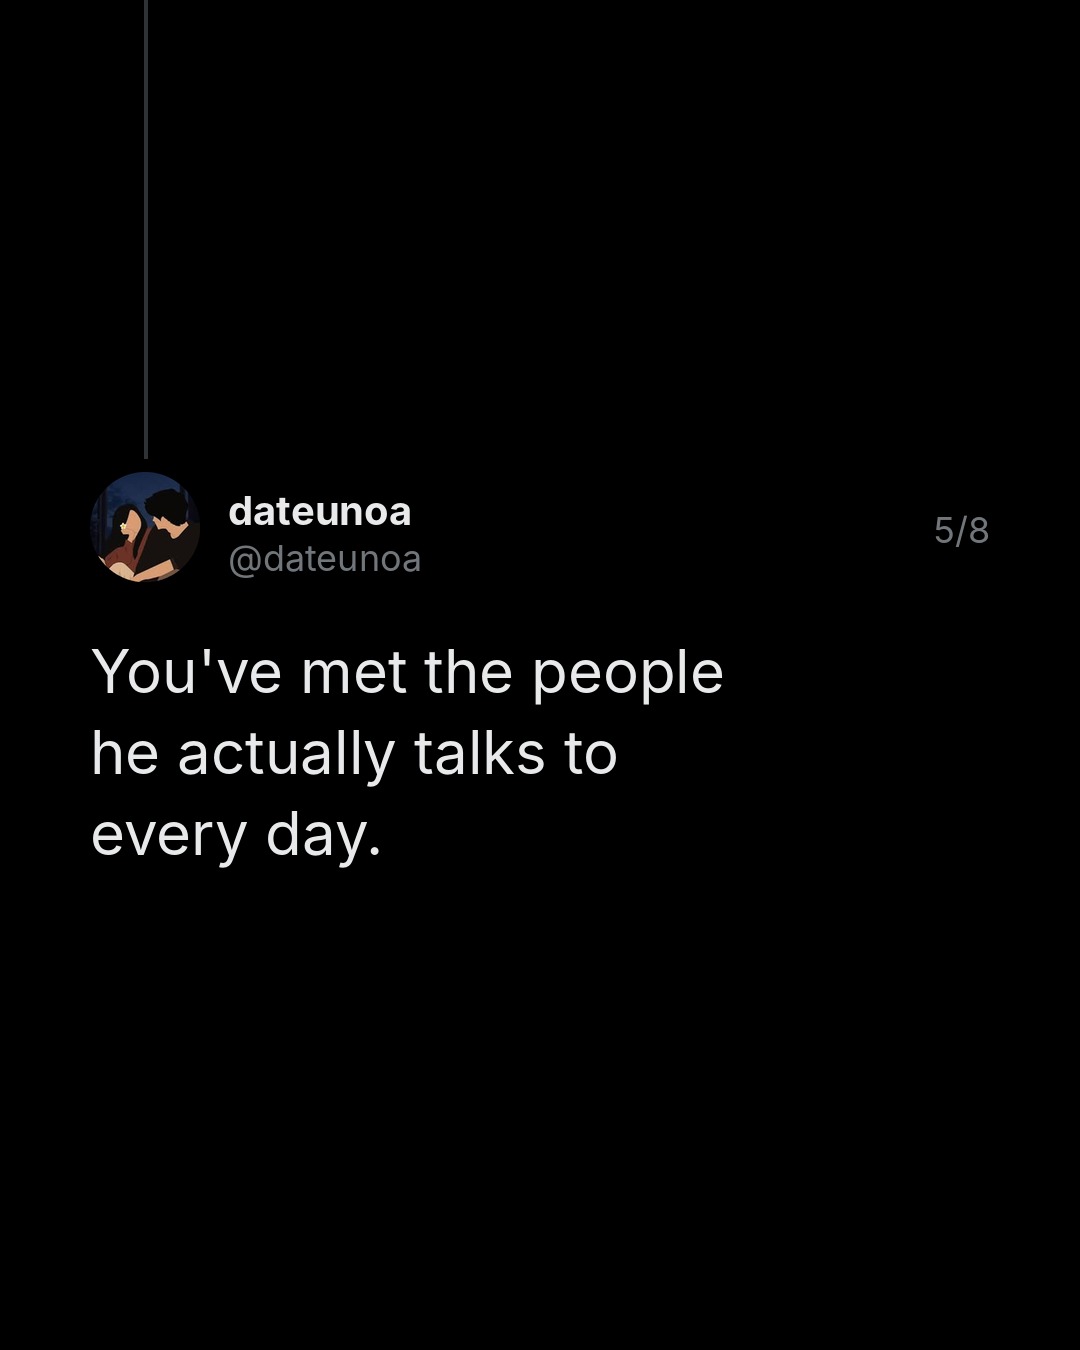 dateunoa
@dateunoa
5/8
You've met the people
he actually talks to
every day.